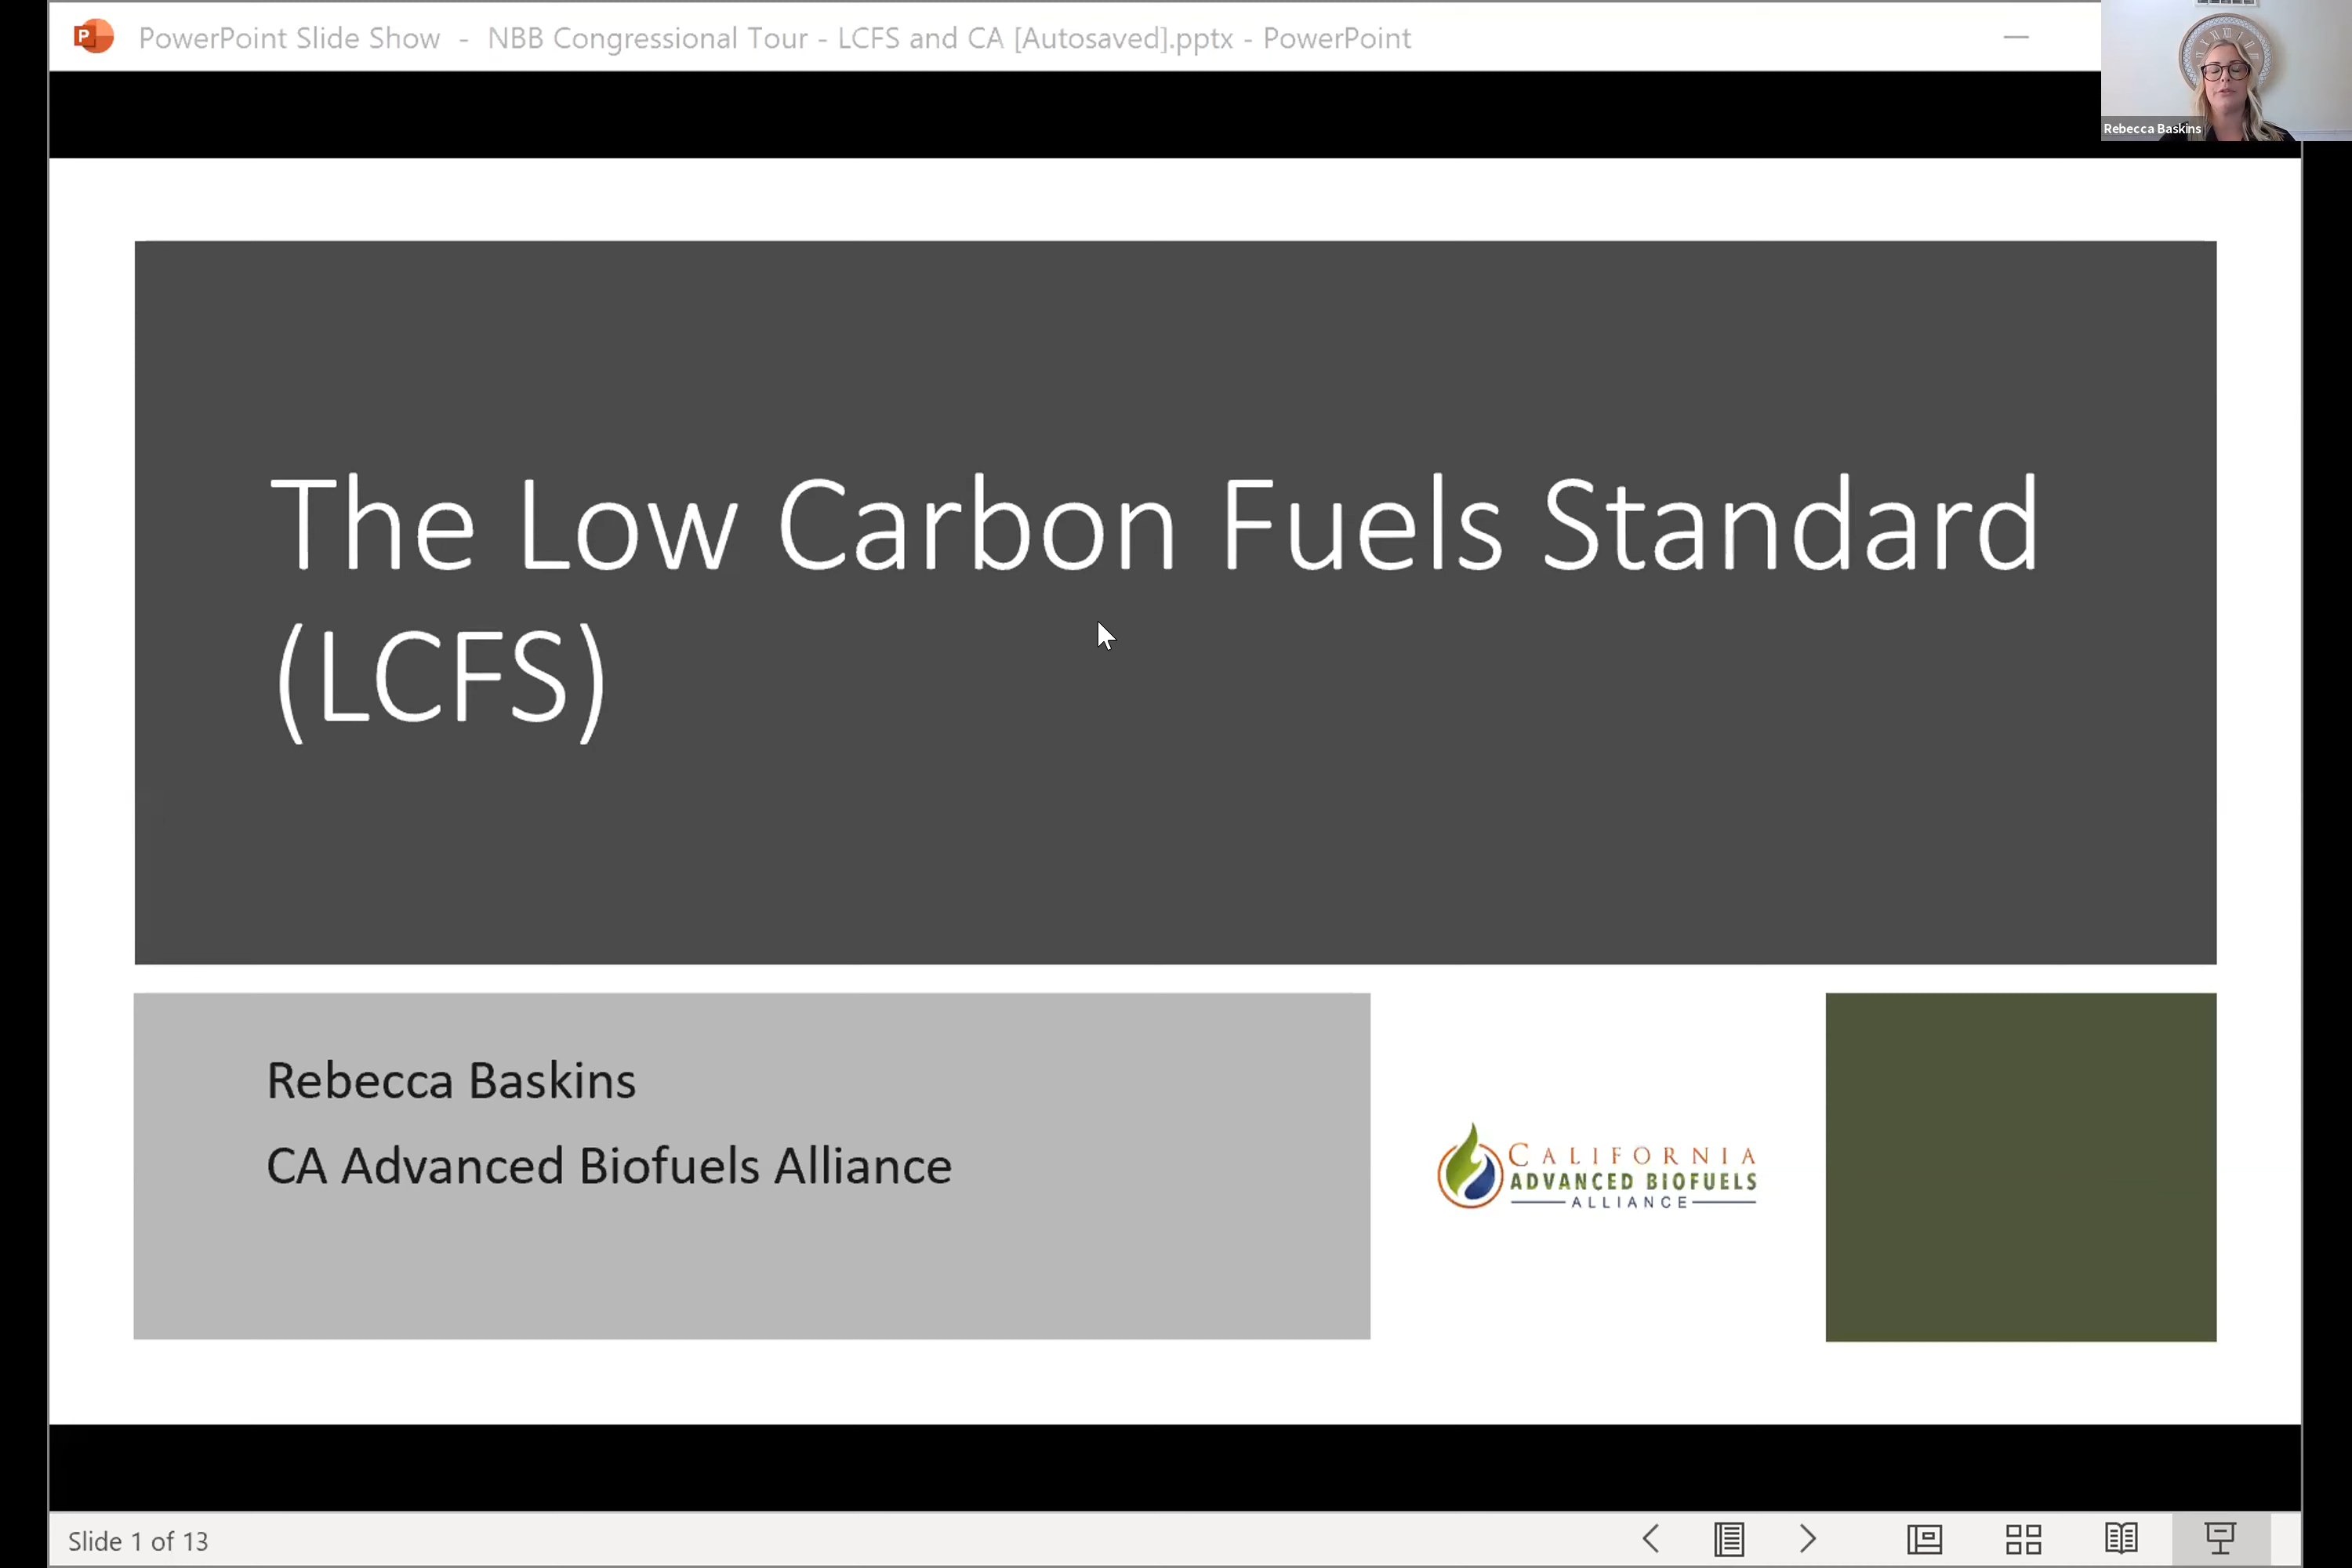 PowerPoint Slide Show - NBB Congressional Tour - LCFS and CA [Autosaved].pptx - PowerPoint
Rebecca Baskins
The Low Carbon Fuels Standard
(LCFS)
Rebecca Baskins
CA Advanced Biofuels Alliance
CALIFORNIA
ADVANCED BIOFUELS
ALLIANCE
Slide 1 of 13